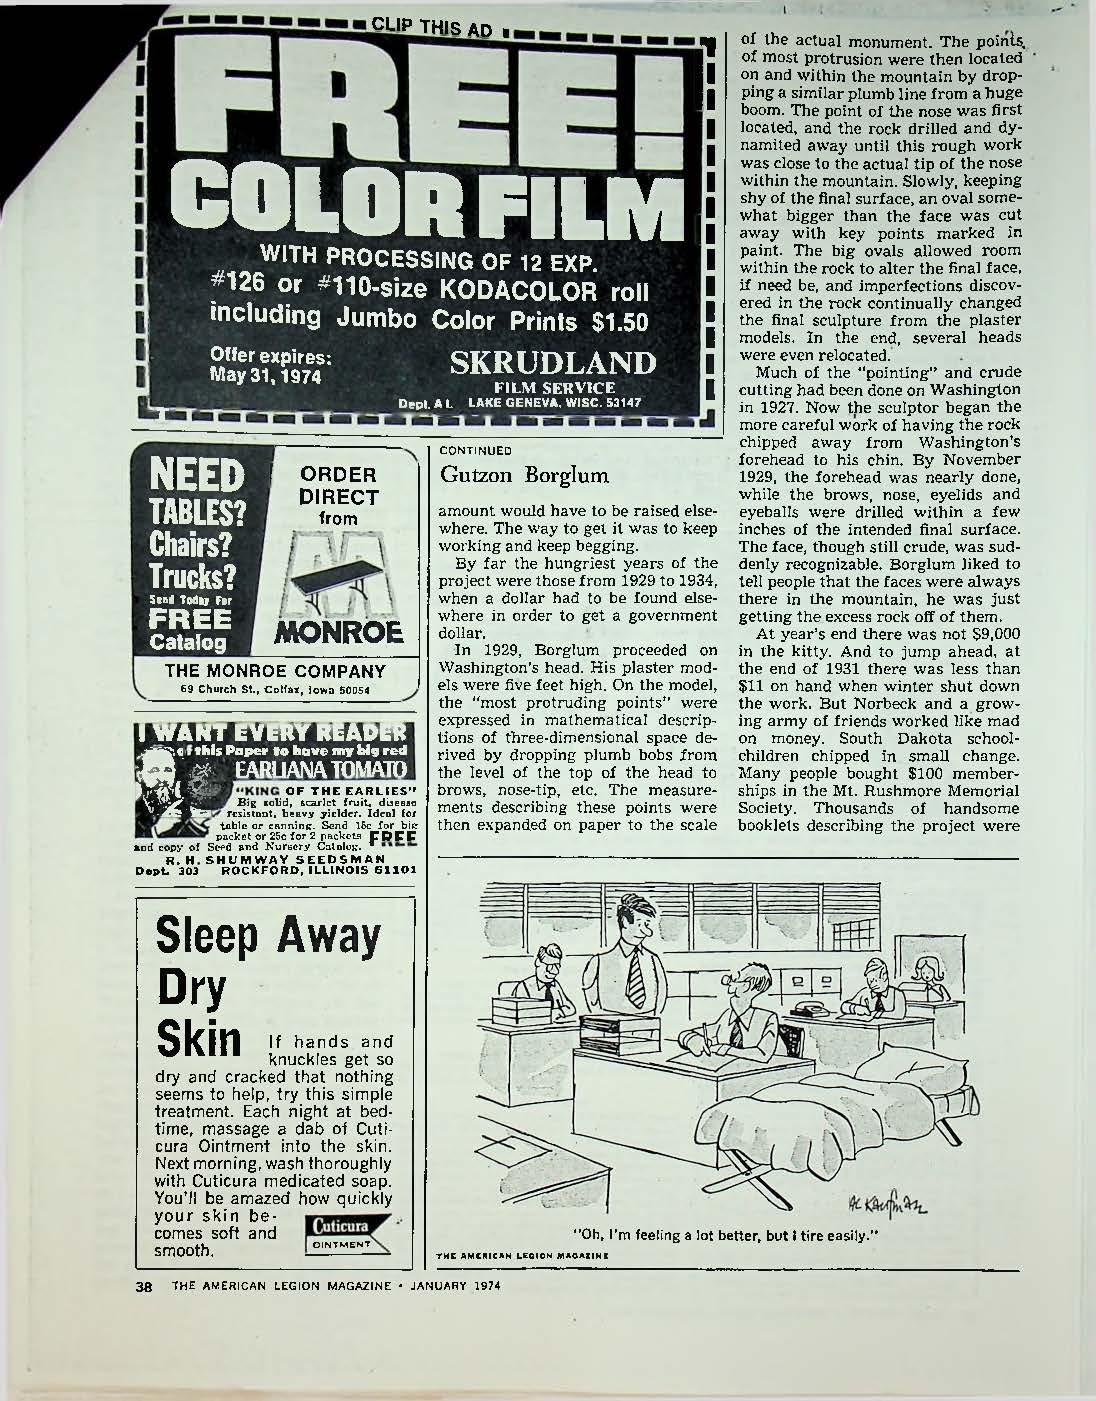 CLIP THIS AD
FREE!
COLOR FILM
WITH PROCESSING OF 12 EXP.
#126 or #110-size KODACOLOR roll
including Jumbo Color Prints $1.50
Offer expires:
May 31, 1974
SKRUDLAND
FILM SERVICE
Dept. AL LAKE GENEVA, WISC. 53147
NEED
TABLES?
Chairs?
Trucks?
Send Today For
FREE
Catalog
ORDER
DIRECT
from
MONROE
THE MONROE COMPANY
69 Church St., Colfax, Iowa 50054
I WANT EVERY READER
of this Paper to have my big red
EARLIANA TOMATO
"KING OF THE EARLIES"
Big solid, scarlet fruit, disease
resistant, heavy yielder. Ideal for
table or canning. Send 15c for big
packet or 25c for 2 packets FREE
and copy of Seed and Nursery Catalog.
R. H. SHUMWAY SEEDSMAN
Dept. 303 ROCKFORD, ILLINOIS 61101
Sleep Away
Dry
Skin
If hands and
knuckles get so
dry and cracked that nothing
seems to help, try this simple
treatment. Each night at bed-
time, massage a dab of Cuti-
cura Ointment into the skin.
Next morning, wash thoroughly
with Cuticura medicated soap.
You'll be amazed how quickly
your skin be-
comes soft and
smooth.
Cuticura
OINTMENT
CONTINUED
Gutzon Borglum
amount would have to be raised else-
where. The way to get it was to keep
working and keep begging.
By far the hungriest years of the
project were those from 1929 to 1934,
when a dollar had to be found else-
where in order to get a government
dollar.
In 1929, Borglum proceeded on
Washington's head. His plaster mod-
els were five feet high. On the model,
the "most protruding points" were
expressed in mathematical descrip-
tions of three-dimensional space de-
rived by dropping plumb bobs from
the level of the top of the head to
brows, nose-tip, etc. The measure-
ments describing these points were
then expanded on paper to the scale
of the actual monument. The points
of most protrusion were then located
on and within the mountain by drop-
ping a similar plumb line from a huge
boom. The point of the nose was first
located, and the rock drilled and dy-
namited away until this rough work
was close to the actual tip of the nose
within the mountain. Slowly, keeping
shy of the final surface, an oval some-
what bigger than the face was cut
away with key points marked in
paint. The big ovals allowed room
within the rock to alter the final face,
if need be, and imperfections discov-
ered in the rock continually changed
the final sculpture from the plaster
models. In the end, several heads
were even relocated.
Much of the "pointing" and crude
cutting had been done on Washington
in 1927. Now the sculptor began the
more careful work of having the rock
chipped away from Washington's
forehead to his chin. By November
1929, the forehead was nearly done,
while the brows, nose, eyelids and
eyeballs were drilled within a few
inches of the intended final surface.
The face, though still crude, was sud-
denly recognizable. Borglum liked to
tell people that the faces were always
there in the mountain, he was just
getting the excess rock off of them.
At year's end there was not $9,000
in the kitty. And to jump ahead, at
the end of 1931 there was less than
$11 on hand when winter shut down
the work. But Norbeck and a grow-
ing army of friends worked like mad
on money. South Dakota school-
children chipped in small change.
Many people bought $100 member-
ships in the Mt. Rushmore Memorial
Society. Thousands of handsome
booklets describing the project were
AL KAUFMAN
"Oh, I'm feeling a lot better, but I tire easily."
THE AMERICAN LEGION MAGAZINE
38 THE AMERICAN LEGION MAGAZINE • JANUARY 1974